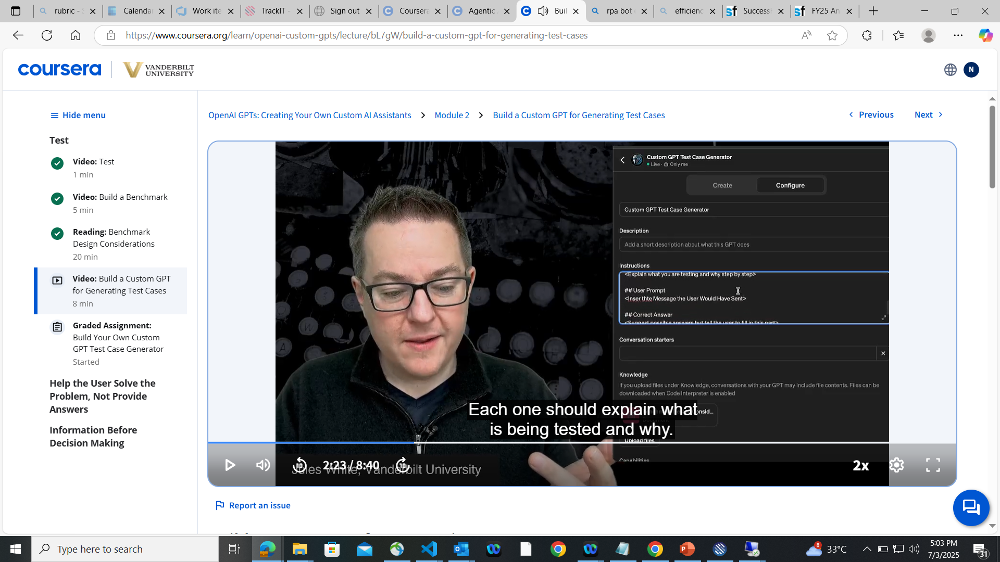 rubric - S
Calendar
Work ite
TrackIT -
Sign out
Coursera
Agentic A
Buil
rpa bot e
efficienc
Successf
FY25 An
https://www.coursera.org/learn/openai-custom-gpts/lecture/bL7gW/build-a-custom-gpt-for-generating-test-cases
coursera
VANDERBILT
UNIVERSITY
N
Hide menu
OpenAI GPTs: Creating Your Own Custom AI Assistants
Module 2
Build a Custom GPT for Generating Test Cases
Previous
Next
Test
Video: Test
1 min
Video: Build a Benchmark
5 min
Reading: Benchmark
Design Considerations
20 min
Video: Build a Custom GPT
for Generating Test Cases
8 min
Graded Assignment:
Build Your Own Custom
GPT Test Case Generator
Started
Help the User Solve the
Problem, Not Provide
Answers
Information Before
Decision Making
Custom GPT Test Case Generator
Live · Only me
Create
Configure
Custom GPT Test Case Generator
Description
Add a short description about what this GPT does
Instructions
<Explain what you are testing and why step by step>
## User Prompt
<Inser thte Message the User Would Have Sent>
## Correct Answer
<Suggest possible answers but tell the user to fill in this part>
Conversation starters
Knowledge
If you upload files under Knowledge, conversations with your GPT may include file contents. Files can be
downloaded when Code Interpreter is enabled
onsid...
Upload files
Capabilities
Each one should explain what
is being tested and why.
10
2:23 / 8:40
10
Jules White, Vanderbilt University
2x
Report an issue
Type here to search
8
33°C
5:03 PM
7/3/2025
31